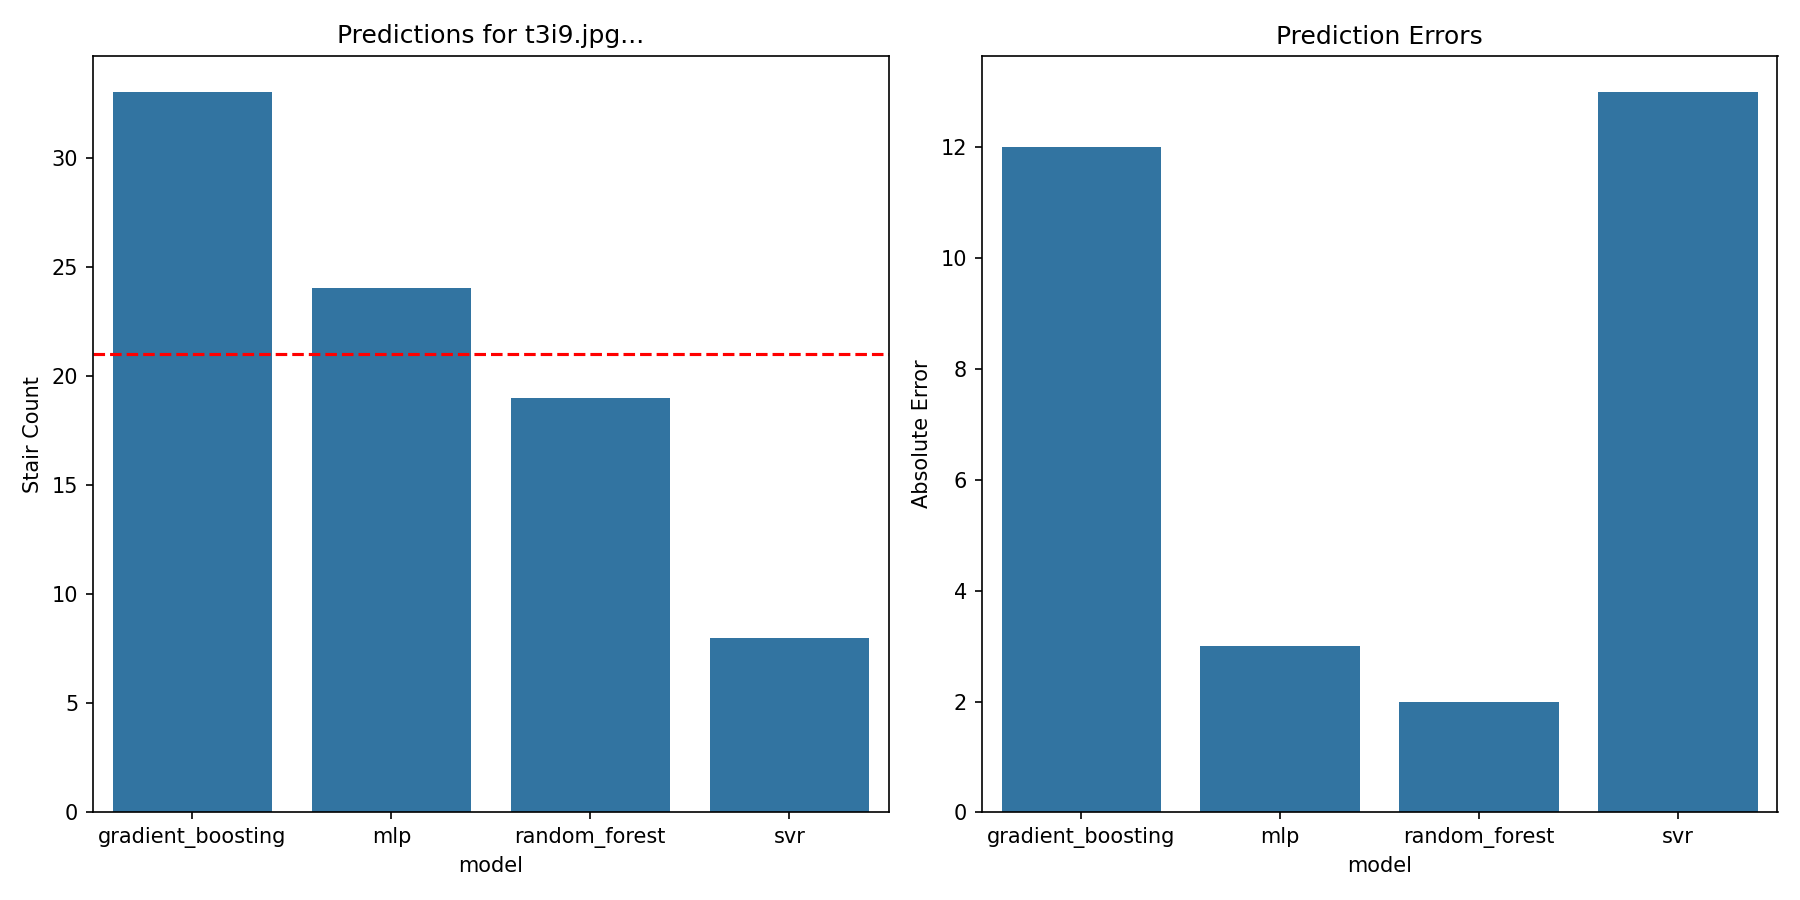 Predictions for t3i9.jpg...
Stair Count
30
25
20
15
10
5
0
gradient_boosting
mlp
random_forest
svr
model
Prediction Errors
Absolute Error
12
10
8
6
4
2
0
gradient_boosting
mlp
random_forest
svr
model